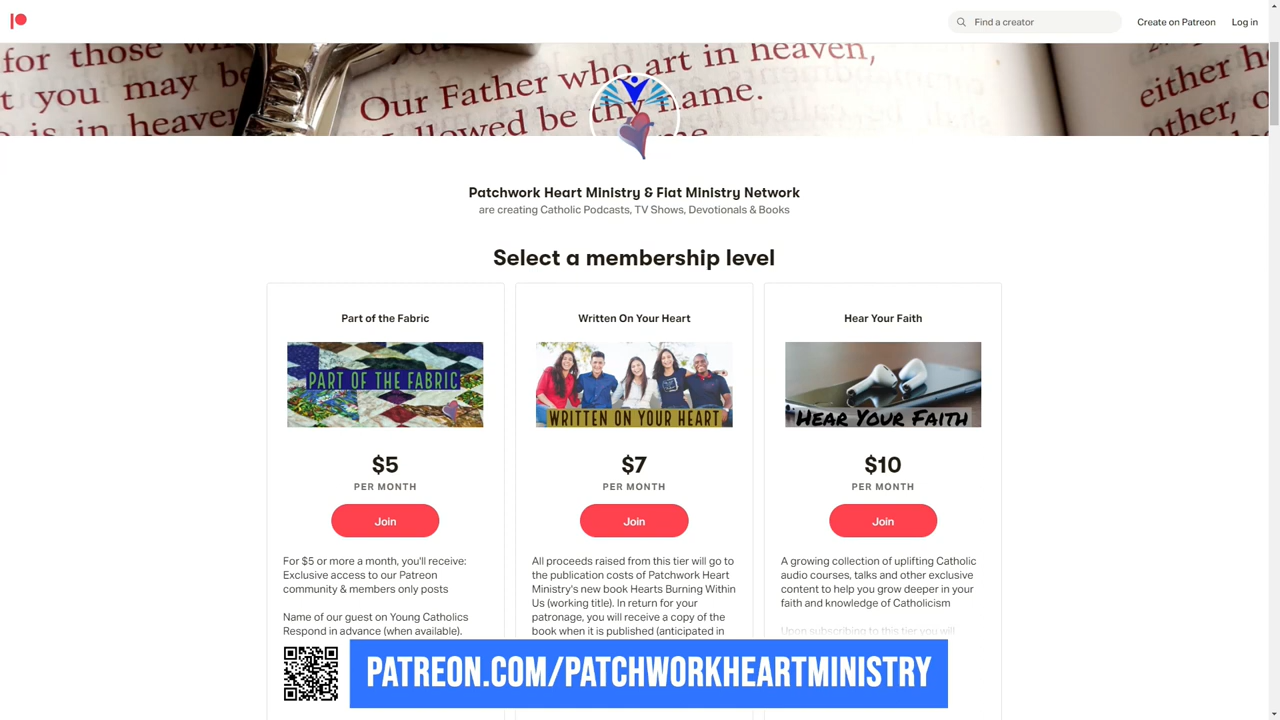 Find a creator
Create on Patreon
Log in
for those
t you may be
is in heaven
Our Father who art in heaven,
be thy name.
either h
other, o
Patchwork Heart Ministry & Fiat Ministry Network
are creating Catholic Podcasts, TV Shows, Devotionals & Books
Select a membership level
Part of the Fabric
PART OF THE FABRIC
$5
PER MONTH
Join
For $5 or more a month, you'll receive:
Exclusive access to our Patreon
community & members only posts
Name of our guest on Young Catholics
Respond in advance (when available).
Written On Your Heart
WRITTEN ON YOUR HEART
$7
PER MONTH
Join
All proceeds raised from this tier will go to
the publication costs of Patchwork Heart
Ministry's new book Hearts Burning Within
Us (working title). In return for your
patronage, you will receive a copy of the
book when it is published (anticipated in
Hear Your Faith
HEAR YOUR FAITH
$10
PER MONTH
Join
A growing collection of uplifting Catholic
audio courses, talks and other exclusive
content to help you grow deeper in your
faith and knowledge of Catholicism
Upon subscribing to this tier you will
PATREON.COM/PATCHWORKHEARTMINISTRY